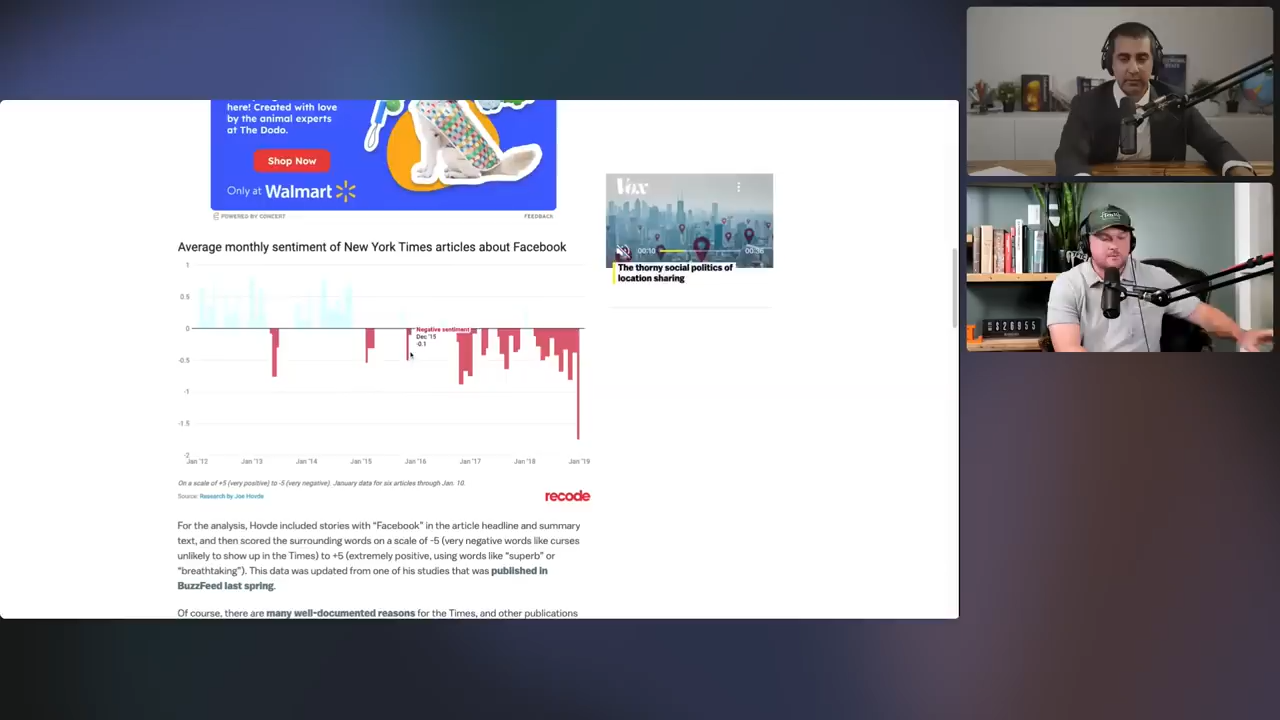 here! Created with love
by the animal experts
at The Dodo.
Shop Now
Only at Walmart
POWERED BY CONCERT
FEEDBACK
Vox
00:10
00:36
The thorny social politics of
location sharing
Average monthly sentiment of New York Times articles about Facebook
1
0.5
0
-0.5
-1
-1.5
-2
Negative sentiment
Dec '15
-0.1
Jan '12
Jan '13
Jan '14
Jan '15
Jan '16
Jan '17
Jan '18
Jan '19
On a scale of +5 (very positive) to -5 (very negative). January data for six articles through Jan. 10.
Source: Research by Joe Hovde
recode
For the analysis, Hovde included stories with “Facebook” in the article headline and summary
text, and then scored the surrounding words on a scale of -5 (very negative words like curses
unlikely to show up in the Times) to +5 (extremely positive, using words like “superb” or
“breathtaking”). This data was updated from one of his studies that was published in
BuzzFeed last spring.
Of course, there are many well-documented reasons for the Times, and other publications